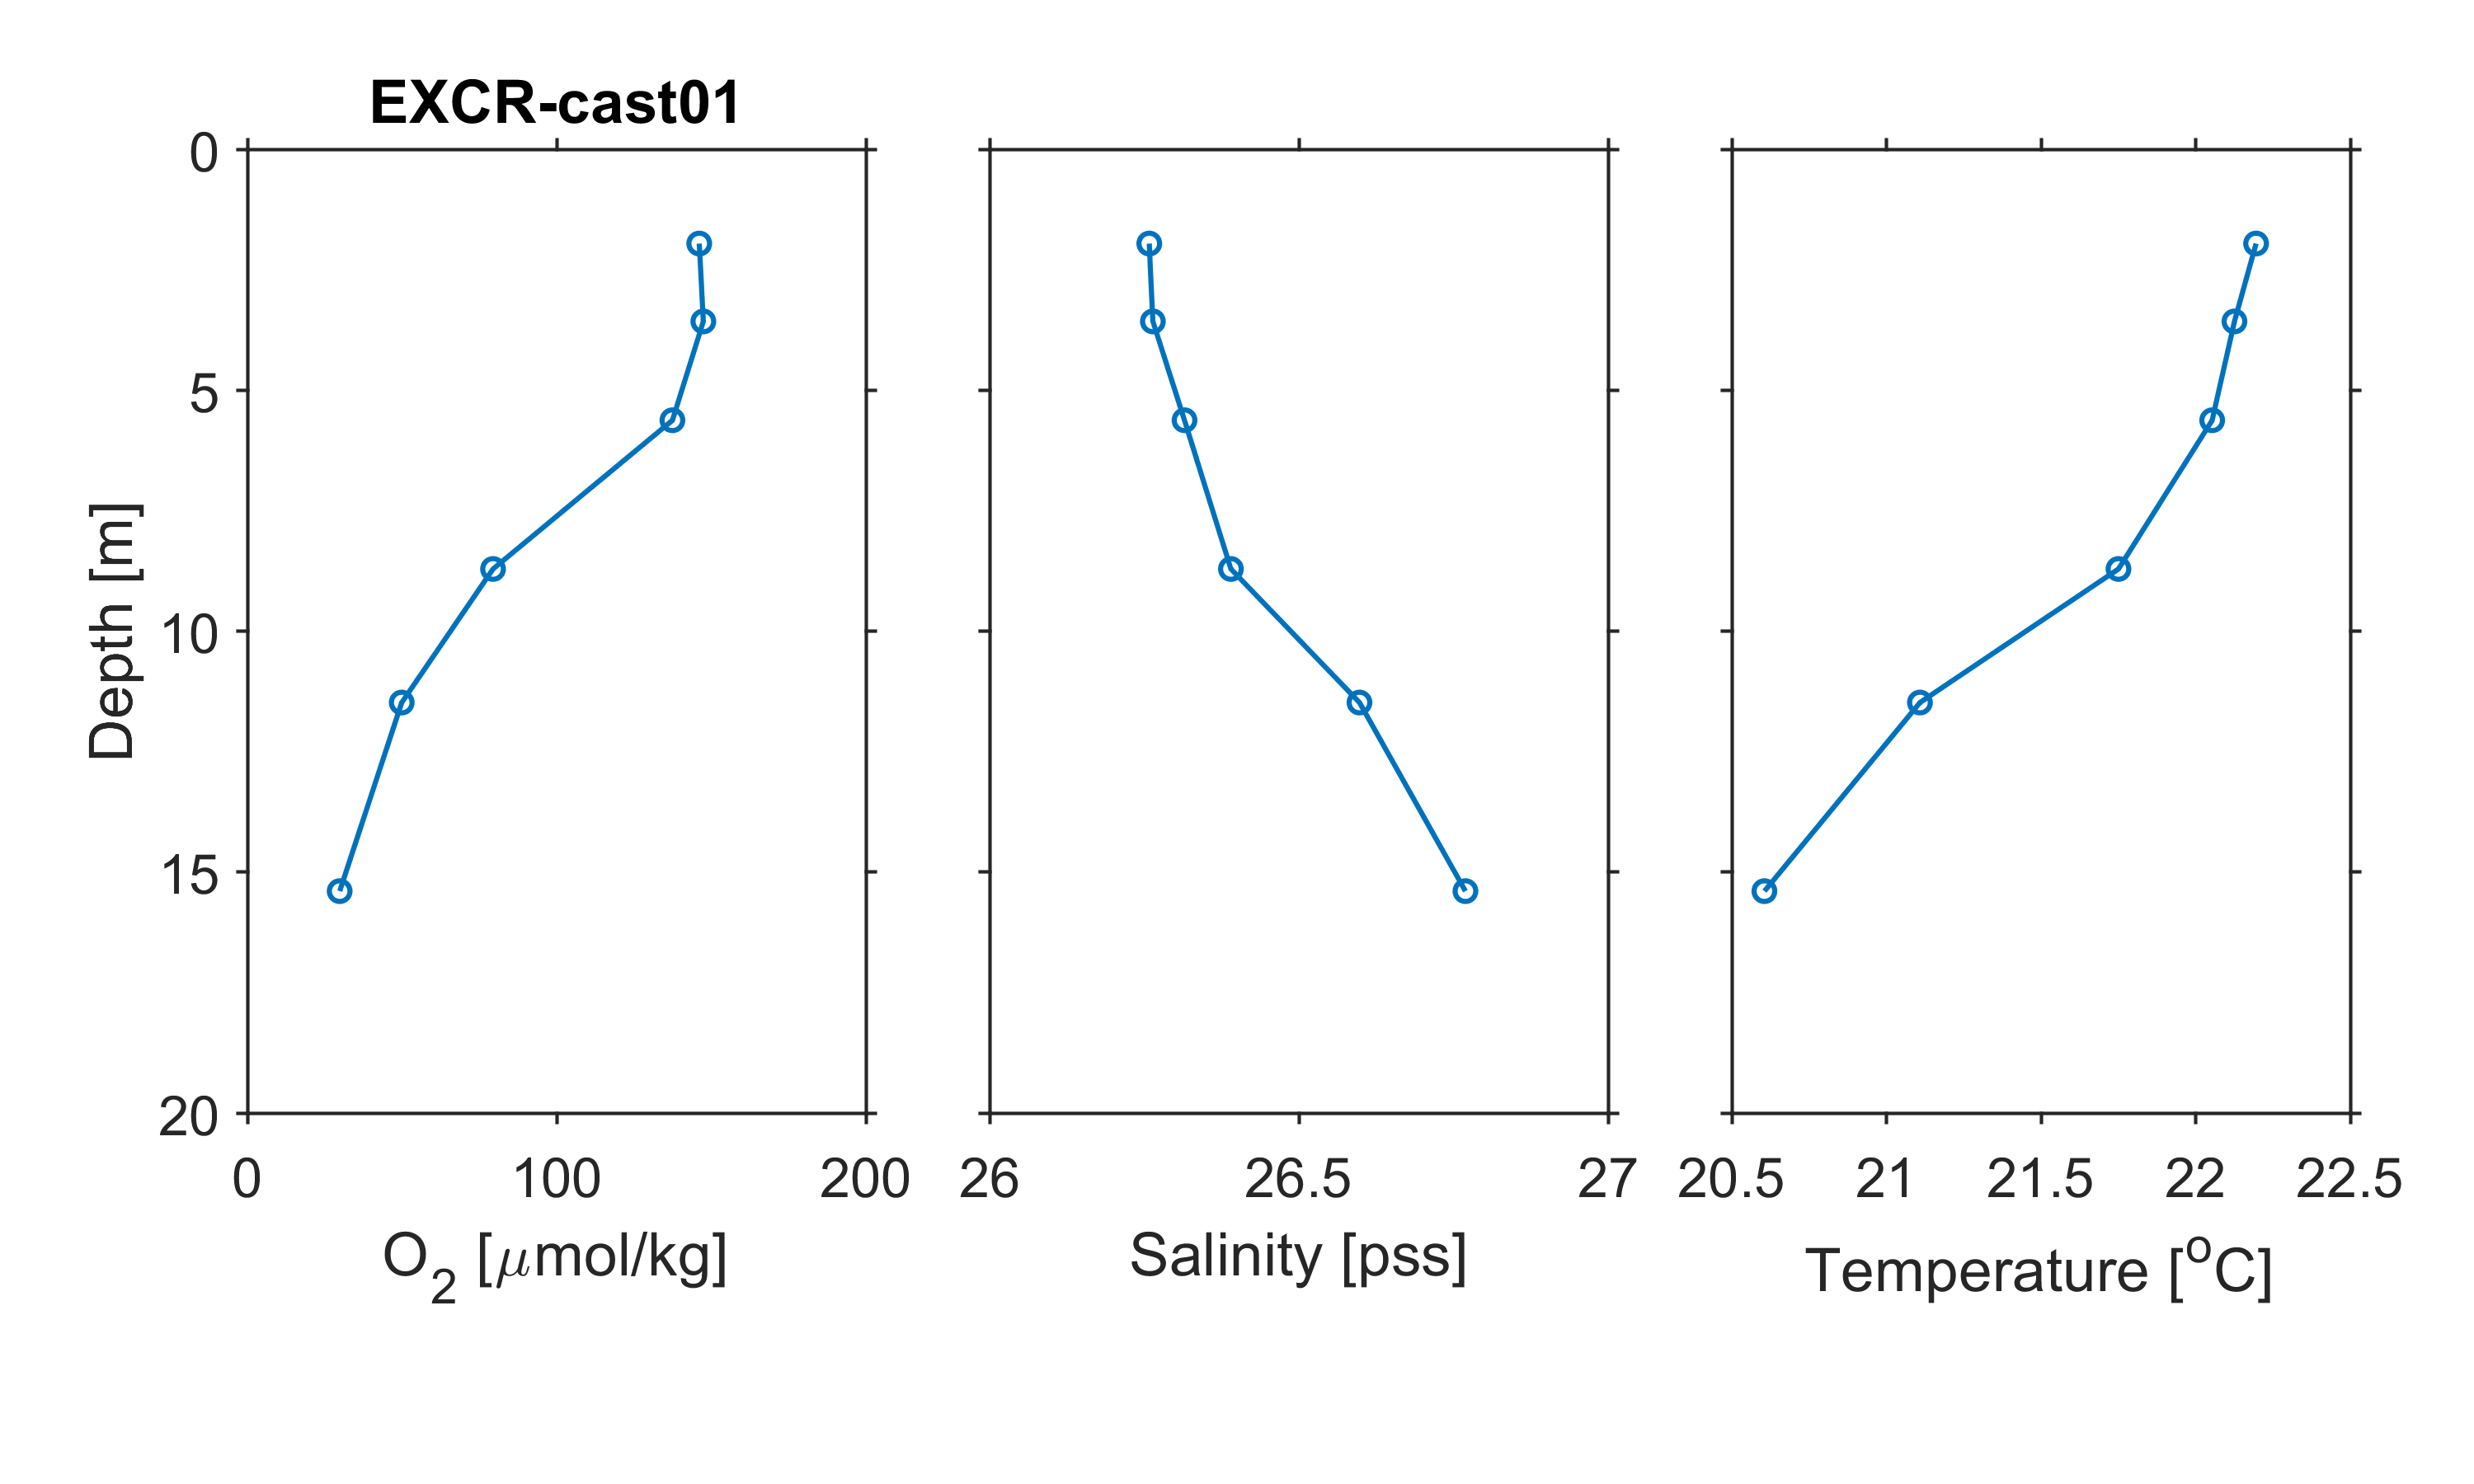 EXCR-cast01
0
5
10
15
20
Depth [m]
0 100 200
O2 [μmol/kg]
26 26.5 27
Salinity [pss]
20.5 21 21.5 22 22.5
Temperature [oC]